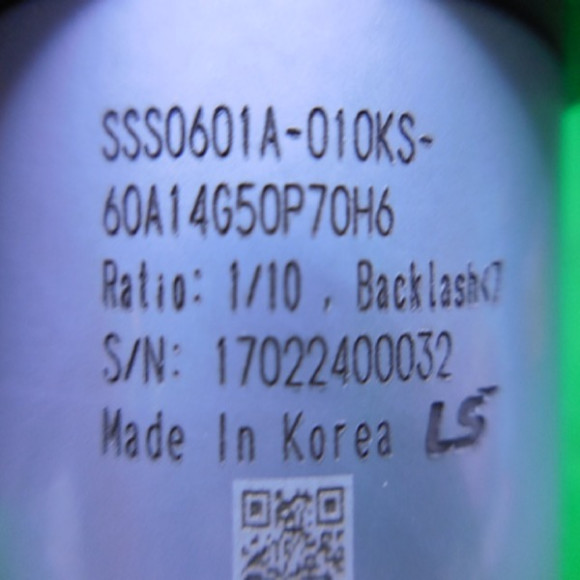 SSS0601A-010KS-
60A14G50P70H6
Ratio: 1/10 , Backlash<7
S/N: 17022400032
Made In Korea LS